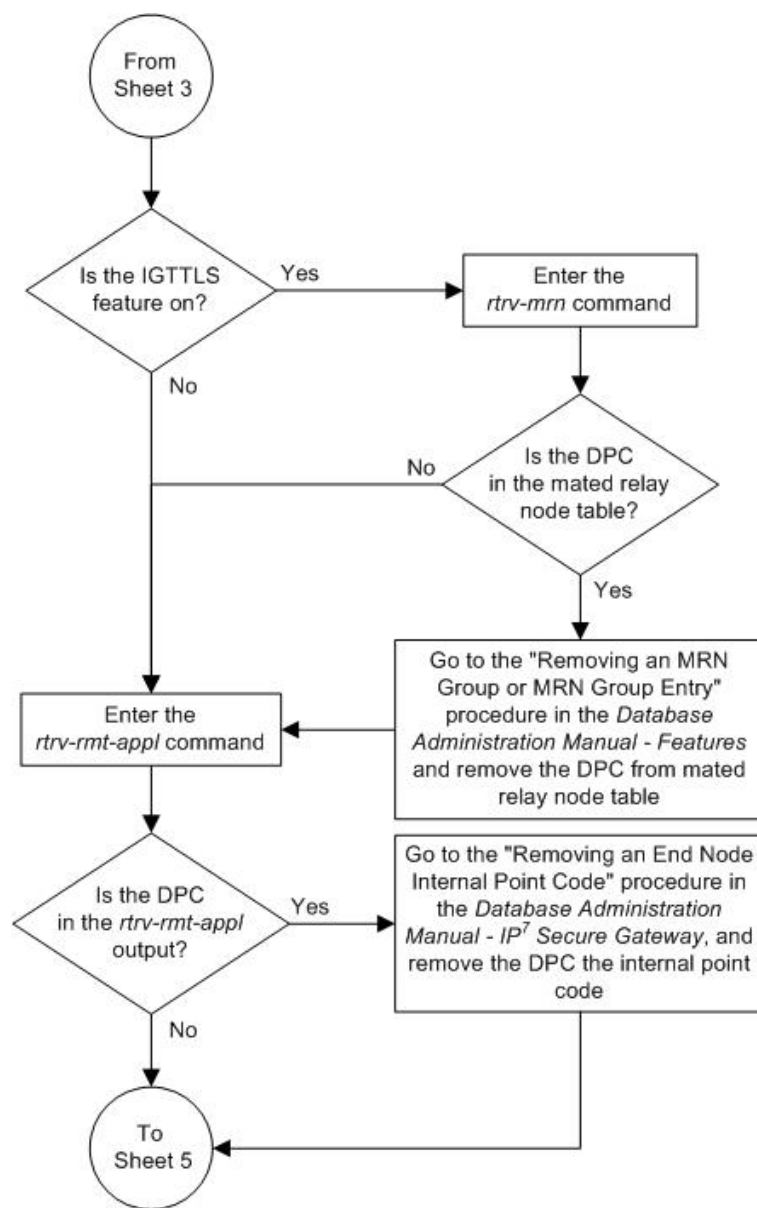 From
Sheet 3
Is the IGTTLS
feature on?
Yes
Enter the
rtrv-mrn command
No
Is the DPC
in the mated relay
node table?
No
Yes
Go to the "Removing an MRN
Group or MRN Group Entry"
procedure in the Database
Administration Manual - Features
and remove the DPC from mated
relay node table
Enter the
rtrv-rmt-appl command
Is the DPC
in the rtrv-rmt-appl
output?
Yes
Go to the "Removing an End Node
Internal Point Code" procedure in
the Database Administration
Manual - IP⁷ Secure Gateway, and
remove the DPC the internal point
code
No
To
Sheet 5